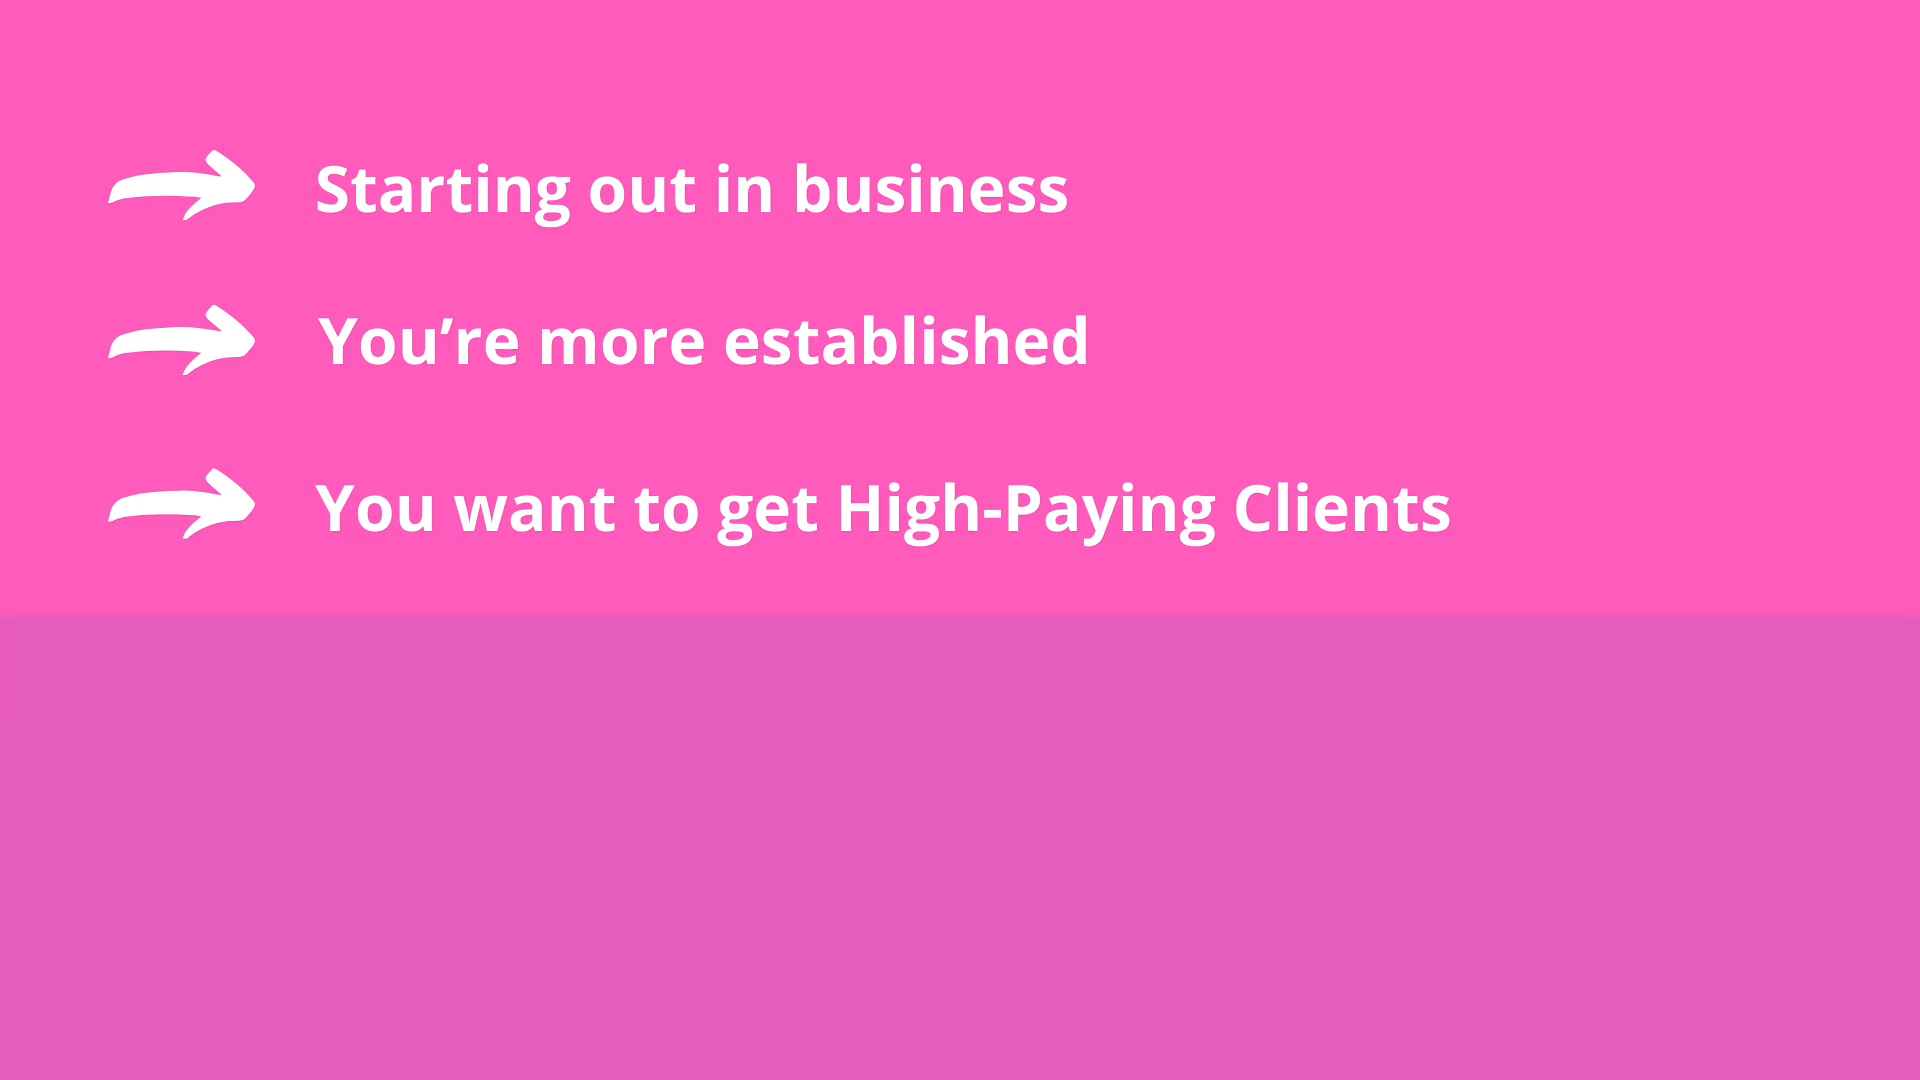 Starting out in business
You’re more established
You want to get High-Paying Clients